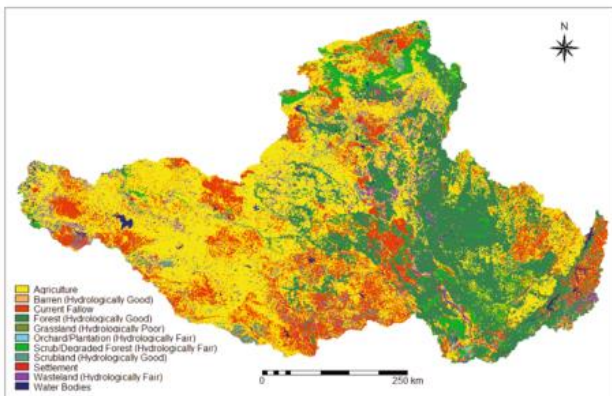 N
Agriculture
Barren (Hydrologically Good)
Current Fallow
Forest (Hydrologically Good)
Grassland (Hydrologically Poor)
Orchard/Plantation (Hydrologically Fair)
Scrub/Degraded Forest (Hydrologically Fair)
Scrubland (Hydrologically Good)
Settlement
Wasteland (Hydrologically Fair)
Water Bodies
0 250 km